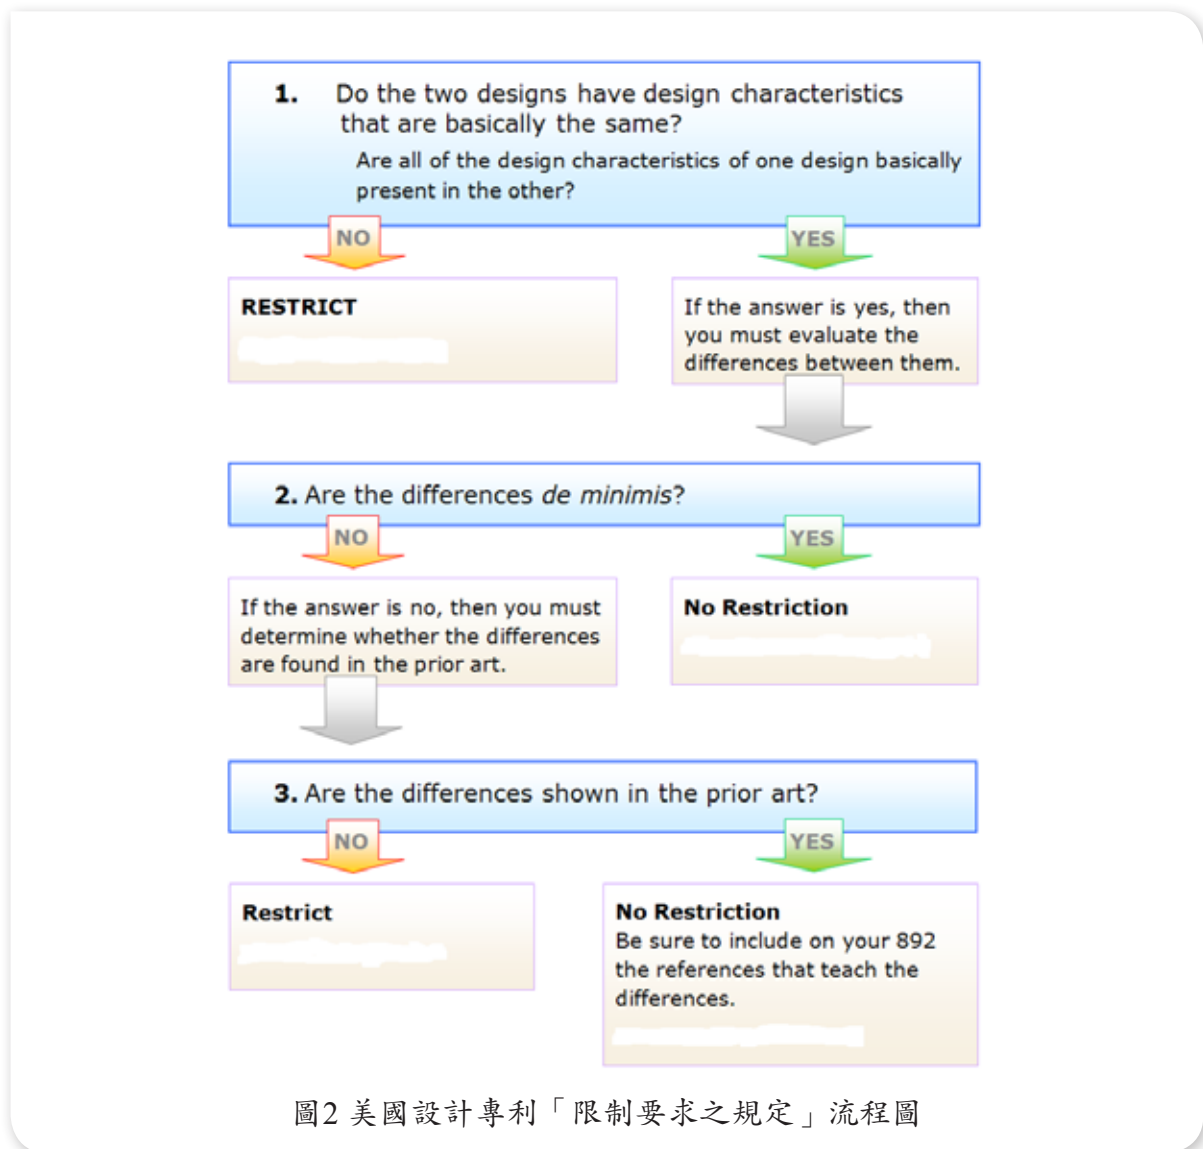 1. Do the two designs have design characteristics
that are basically the same?
Are all of the design characteristics of one design basically
present in the other?
NO
YES
RESTRICT
If the answer is yes, then
you must evaluate the
differences between them.
2. Are the differences de minimis?
NO
YES
If the answer is no, then you must
determine whether the differences
are found in the prior art.
No Restriction
3. Are the differences shown in the prior art?
NO
YES
Restrict
No Restriction
Be sure to include on your 892
the references that teach the
differences.
圖2 美國設計專利「限制要求之規定」流程圖